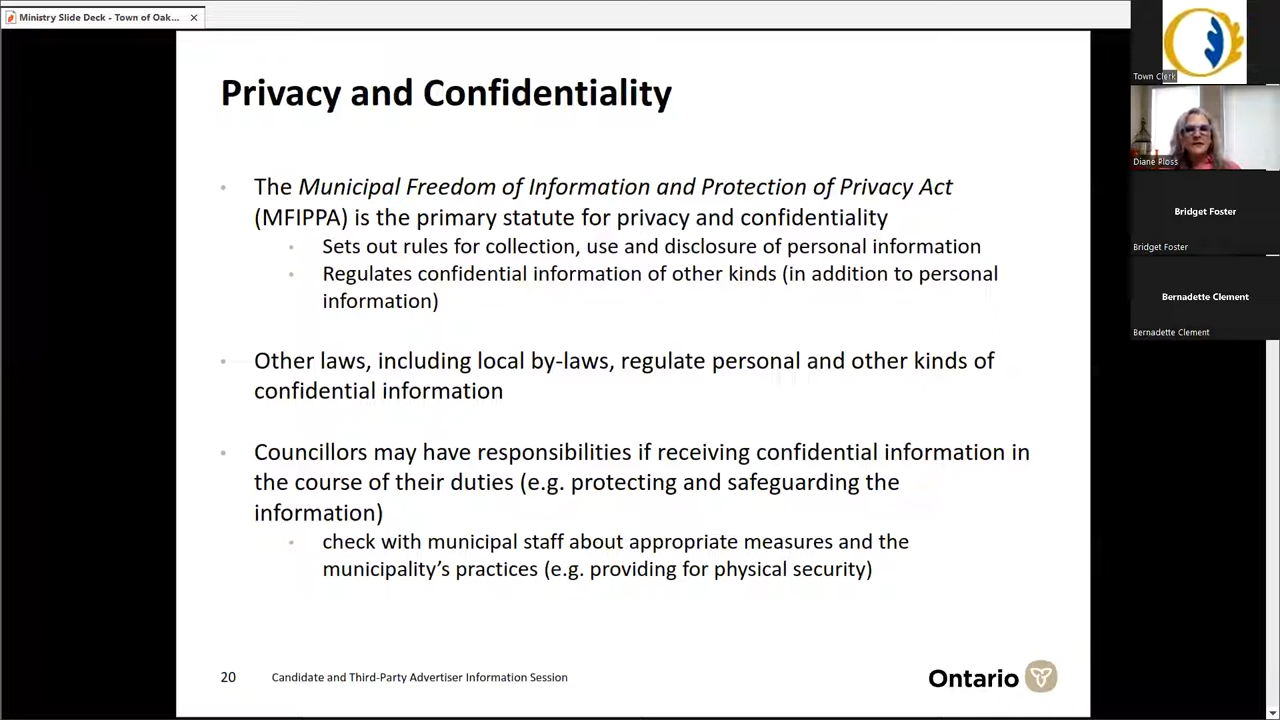 Ministry Slide Deck - Town of Oak...
Privacy and Confidentiality
• The Municipal Freedom of Information and Protection of Privacy Act
(MFIPPA) is the primary statute for privacy and confidentiality
• Sets out rules for collection, use and disclosure of personal information
• Regulates confidential information of other kinds (in addition to personal
information)
• Other laws, including local by-laws, regulate personal and other kinds of
confidential information
• Councillors may have responsibilities if receiving confidential information in
the course of their duties (e.g. protecting and safeguarding the
information)
• check with municipal staff about appropriate measures and the
municipality’s practices (e.g. providing for physical security)
20 Candidate and Third-Party Advertiser Information Session
Ontario
Town Clerk
Diane Ploss
Bridget Foster
Bridget Foster
Bernadette Clement
Bernadette Clement